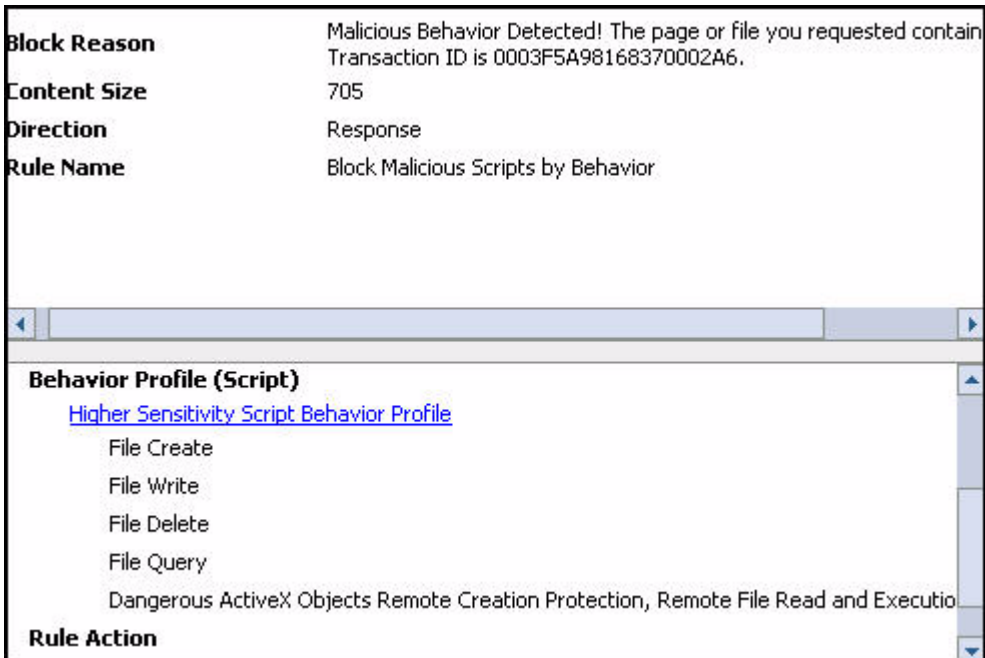 Block Reason
Malicious Behavior Detected! The page or file you requested contain
Transaction ID is 0003F5A98168370002A6.
Content Size 705
Direction Response
Rule Name Block Malicious Scripts by Behavior
Behavior Profile (Script)
Higher Sensitivity Script Behavior Profile
File Create
File Write
File Delete
File Query
Dangerous ActiveX Objects Remote Creation Protection, Remote File Read and Executio
Rule Action